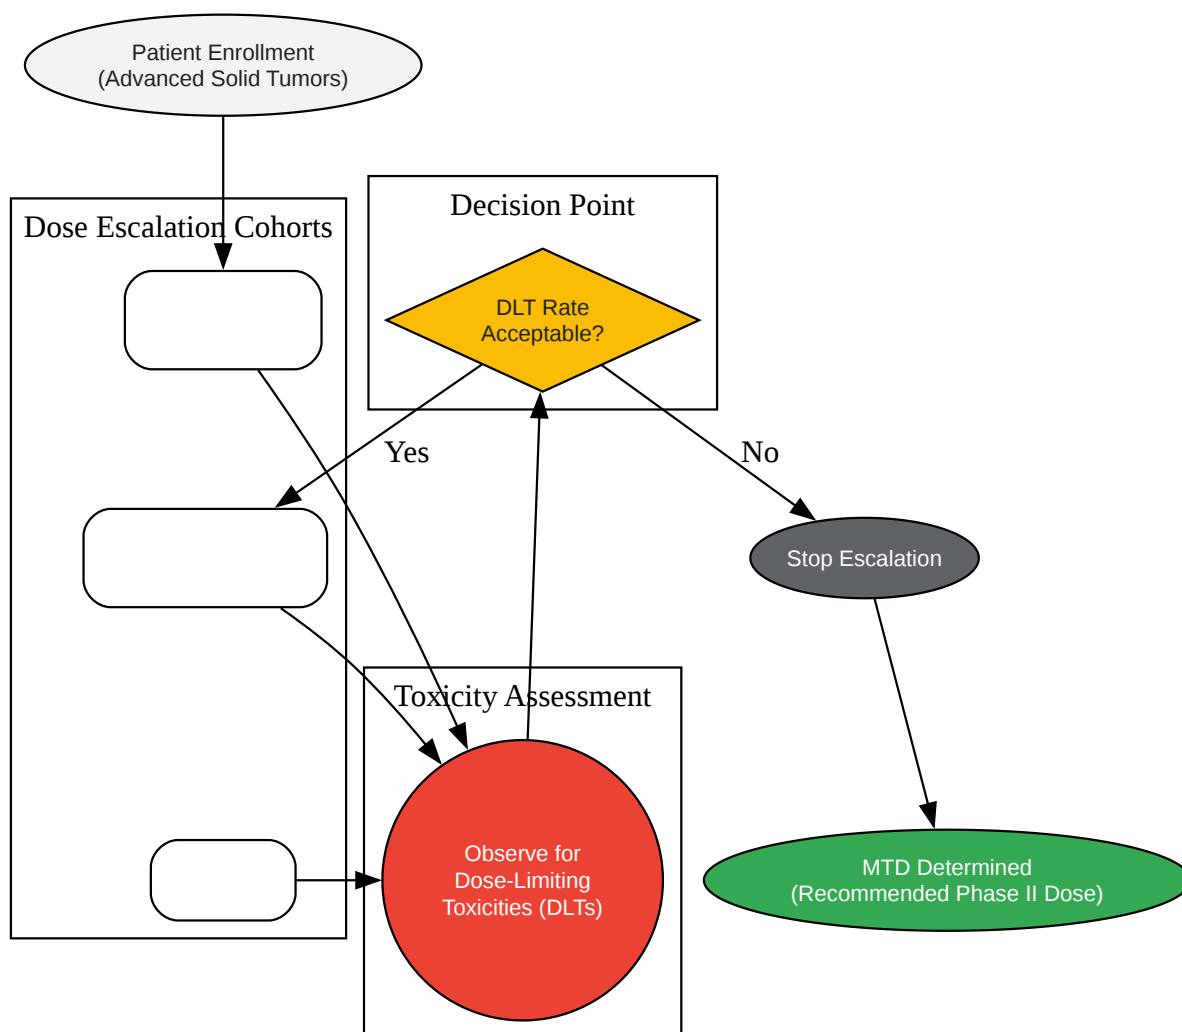 Patient Enrollment
(Advanced Solid Tumors)
Dose Escalation Cohorts
Decision Point
DLT Rate
Acceptable?
Yes
No
Stop Escalation
Toxicity Assessment
Observe for
Dose-Limiting
Toxicities (DLTs)
MTD Determined
(Recommended Phase II Dose)